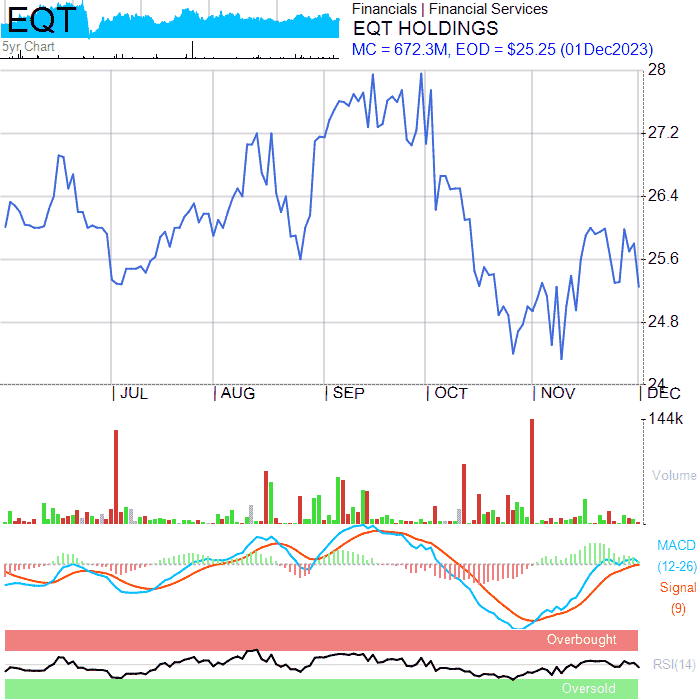 EQT
5yr. Chart
Financials | Financial Services
EQT HOLDINGS
MC = 672.3M, EOD = $25.25 (01Dec2023)
28
27.2
26.4
25.6
24.8
24
JUL
AUG
SEP
OCT
NOV
DEC
144k
Volume
MACD
(12-26)
Signal
(9)
Overbought
RSI(14)
Oversold